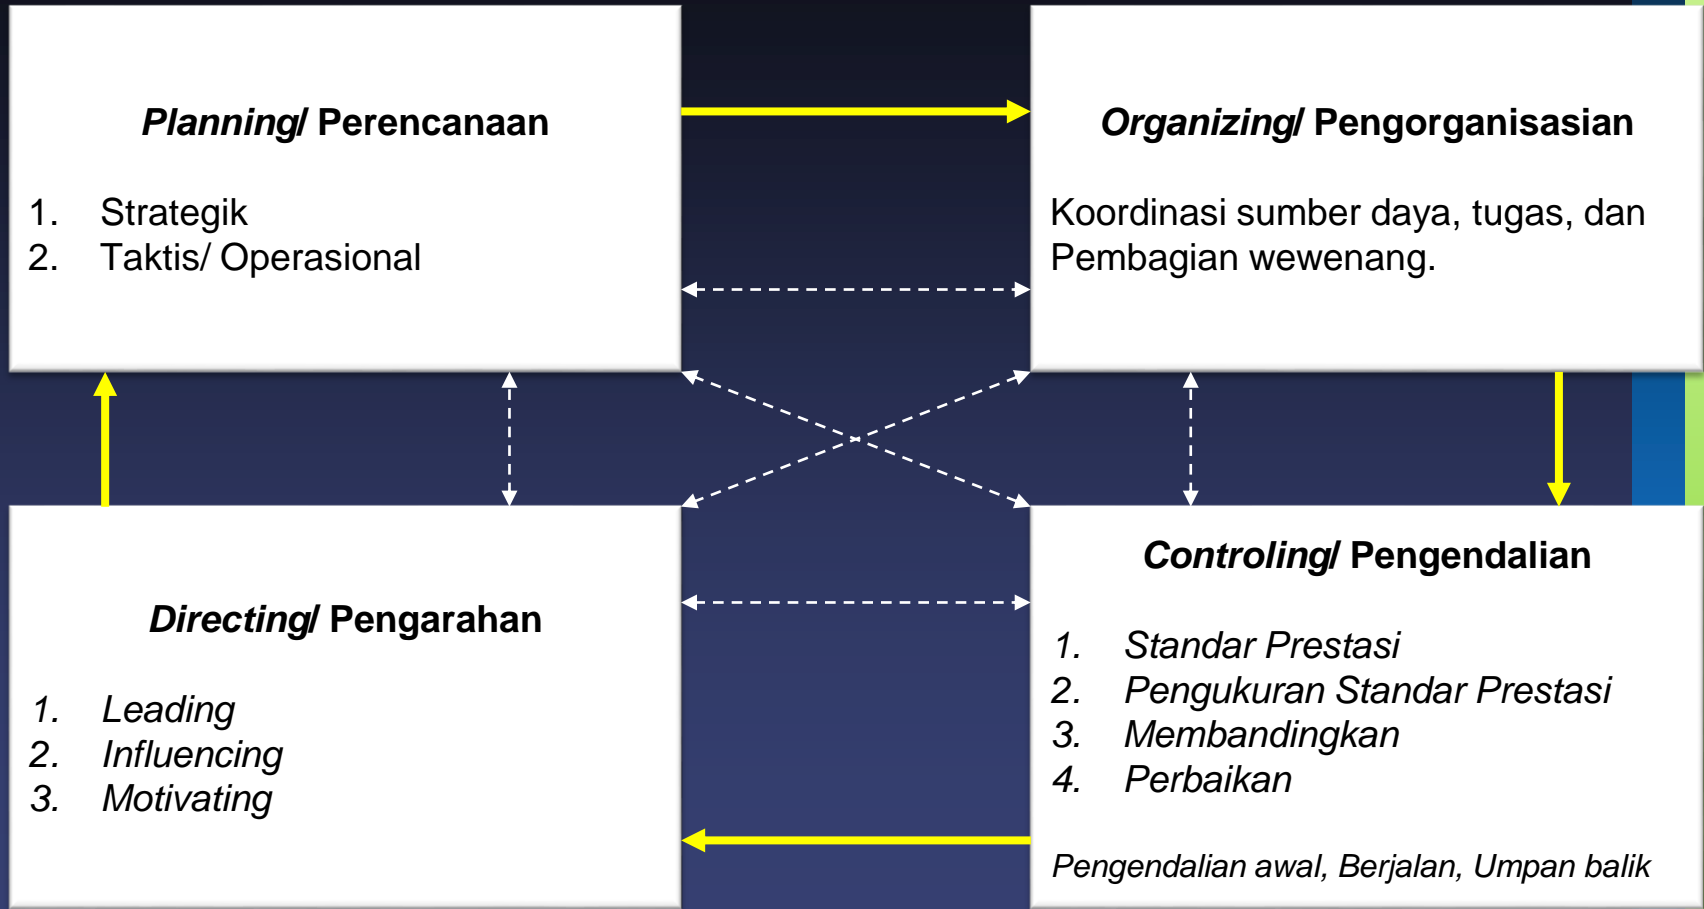 Planning/ Perencanaan
1. Strategik
2. Taktis/ Operasional
Organizing/ Pengorganisasian
Koordinasi sumber daya, tugas, dan
Pembagian wewenang.
Directing/ Pengarahan
1. Leading
2. Influencing
3. Motivating
Controling/ Pengendalian
1. Standar Prestasi
2. Pengukuran Standar Prestasi
3. Membandingkan
4. Perbaikan
Pengendalian awal, Berjalan, Umpan balik